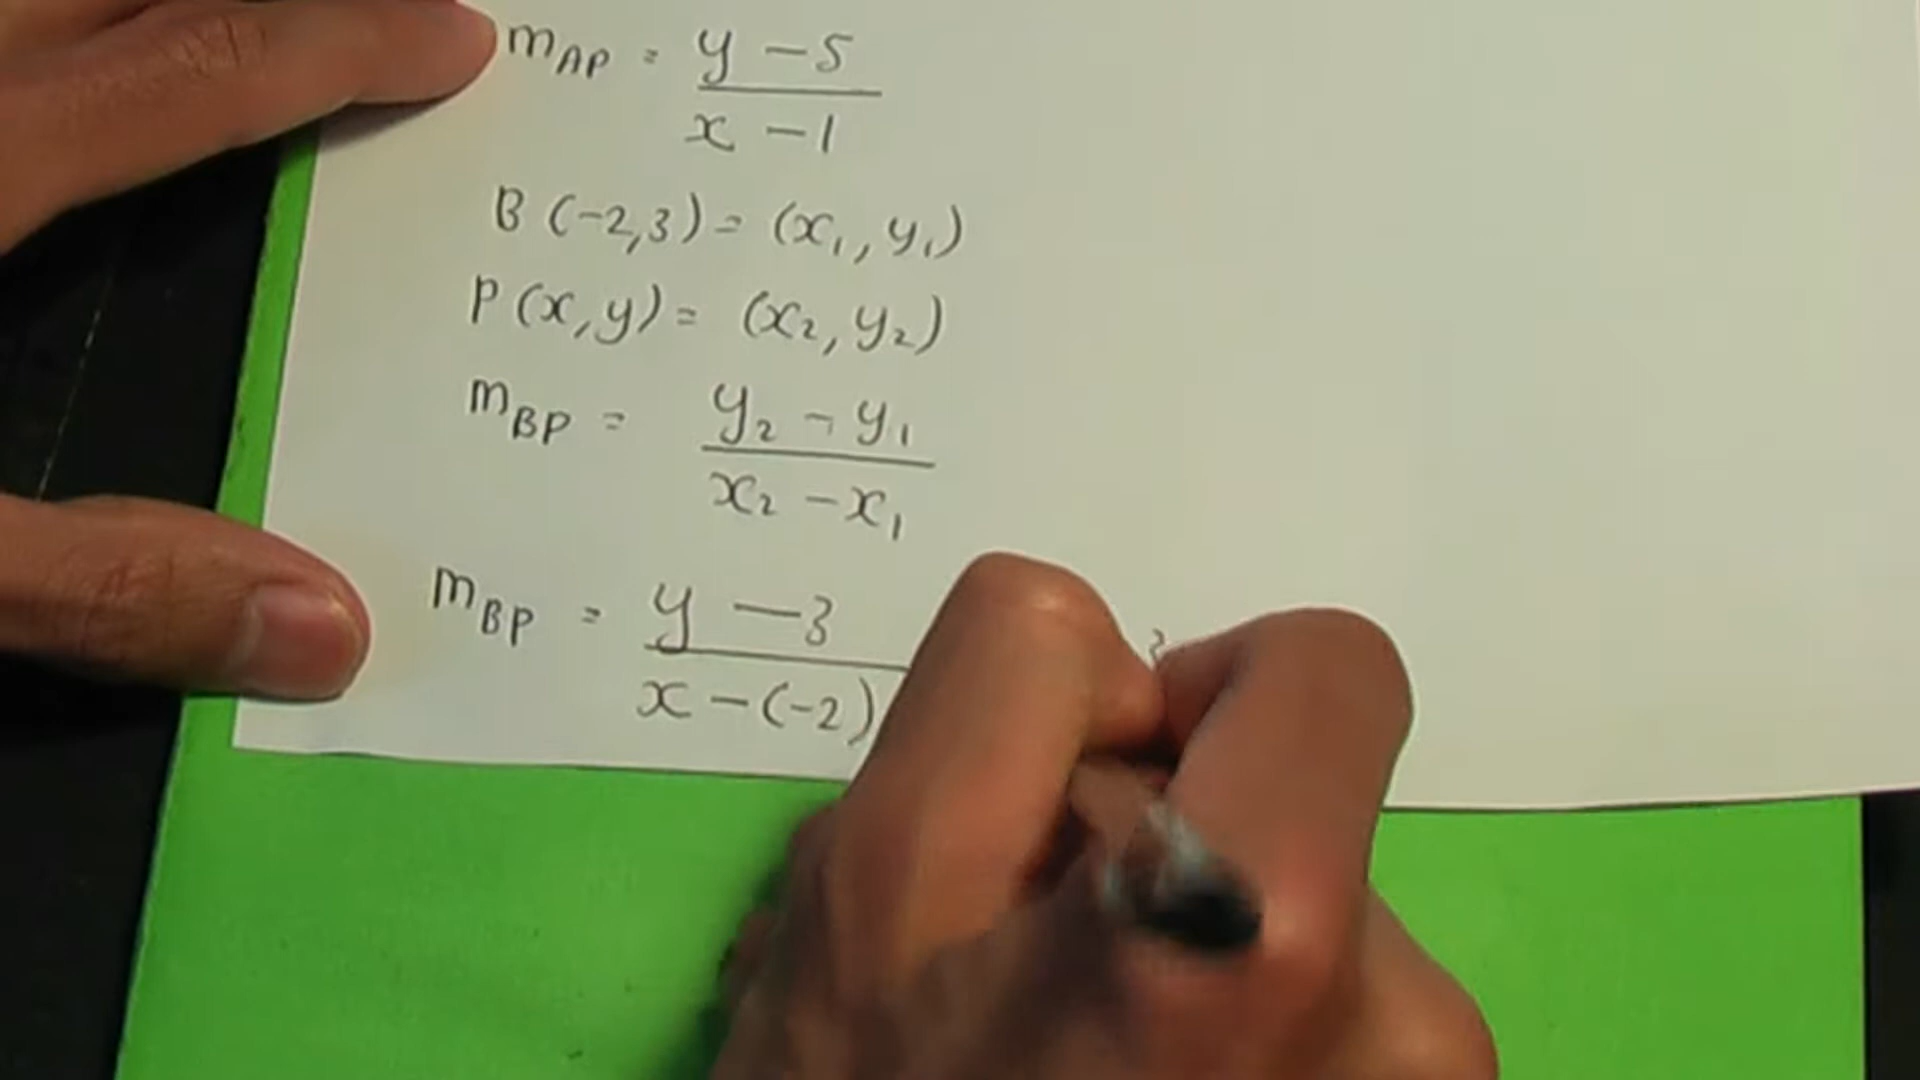 m_AP = (y - 5)/(x - 1)
B (-2,3) = (x₁, y₁)
P (x, y) = (x₂, y₂)
m_BP = (y₂ - y₁)/(x₂ - x₁)
m_BP = (y - 3)/(x - (-2))